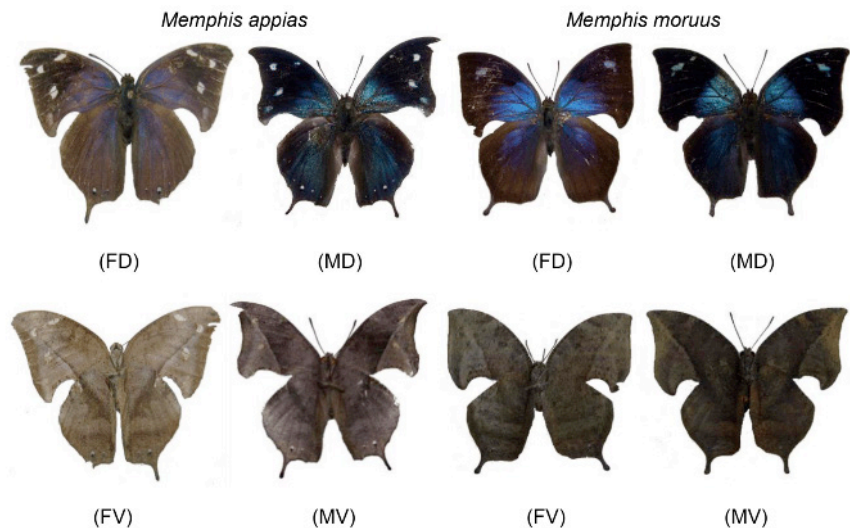 Memphis appias Memphis moruus
(FD) (MD) (FD) (MD)
(FV) (MV) (FV) (MV)